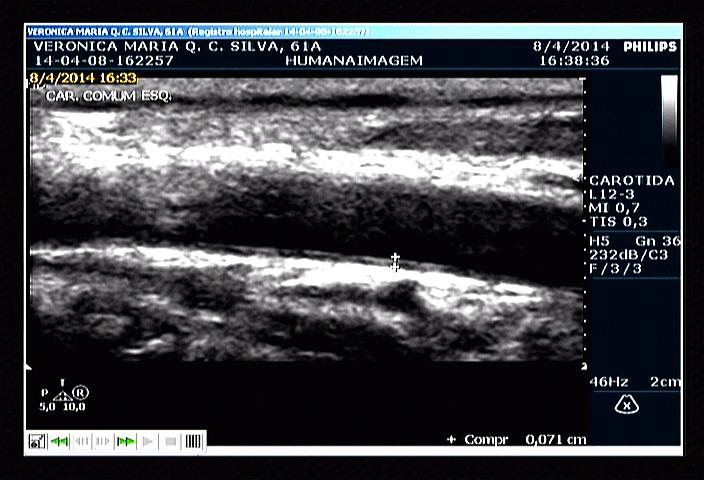 VERONICA MARIA Q. C. SILVA, 61A (Registro hospitalar 14-04-08-162257)
VERONICA MARIA Q. C. SILVA, 61A 8/4/2014 PHILIPS
14-04-08-162257 HUMANAIMAGEM 16:38:36
8/4/2014 16:33
CAR. COMUM ESQ.
CAROTIDA
L12-3
MI 0,7
TIS 0,3
H5 Gn 36
232dB/C3
F/3/3
46Hz 2cm
X
P T R
5,0 10,0
+ Compr 0,071 cm